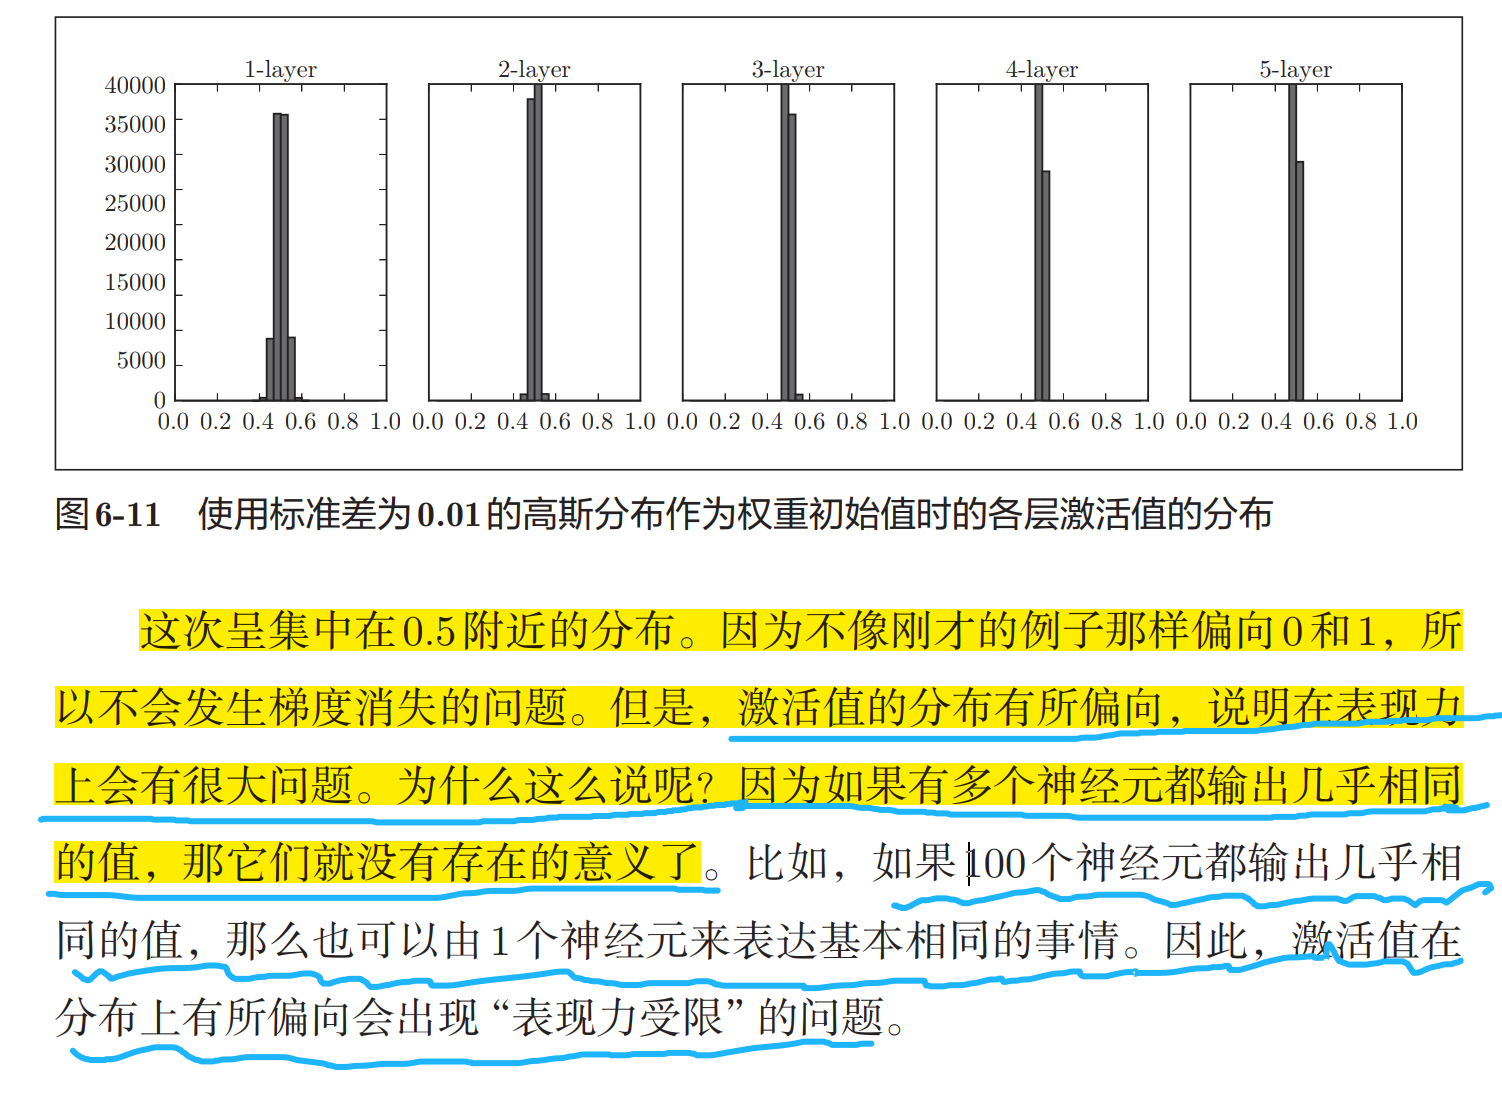 1-layer 2-layer 3-layer 4-layer 5-layer
40000
35000
30000
25000
20000
15000
10000
5000
0
0.0 0.2 0.4 0.6 0.8 1.0 0.0 0.2 0.4 0.6 0.8 1.0 0.0 0.2 0.4 0.6 0.8 1.0 0.0 0.2 0.4 0.6 0.8 1.0 0.0 0.2 0.4 0.6 0.8 1.0
图6-11 使用标准差为0.01的高斯分布作为权重初始值时的各层激活值的分布
这次呈集中在0.5附近的分布。因为不像刚才的例子那样偏向0和1，所
以不会发生梯度消失的问题。但是，激活值的分布有所偏向，说明在表现力
上会有很大问题。为什么这么说呢？因为如果有多个神经元都输出几乎相同
的值，那它们就没有存在的意义了。比如，如果100个神经元都输出几乎相
同的值，那么也可以由1个神经元来表达基本相同的事情。因此，激活值在
分布上有所偏向会出现“表现力受限”的问题。